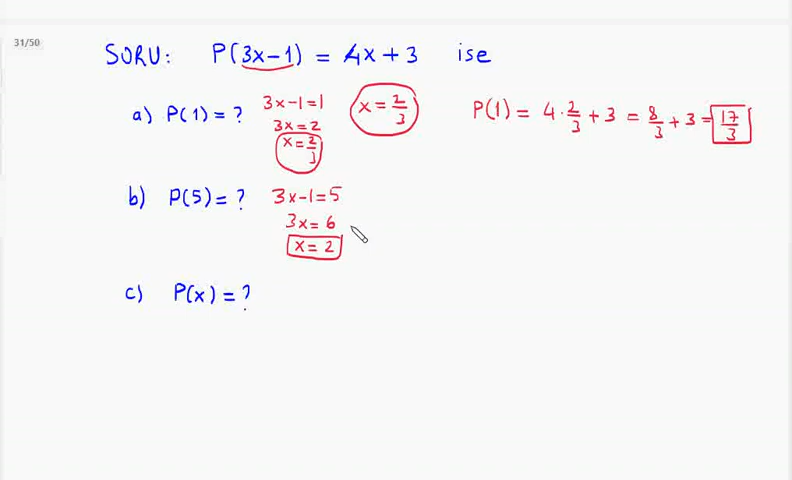 31/50
SORU: P(3x-1) = 4x+3 ise
a) P(1) = ? 3x-1=1 x = 2/3 P(1) = 4·2/3 + 3 = 8/3 + 3 = 17/3
3x=2
x=2/3
b) P(5) = ? 3x-1=5
3x=6
x=2
c) P(x) = ?